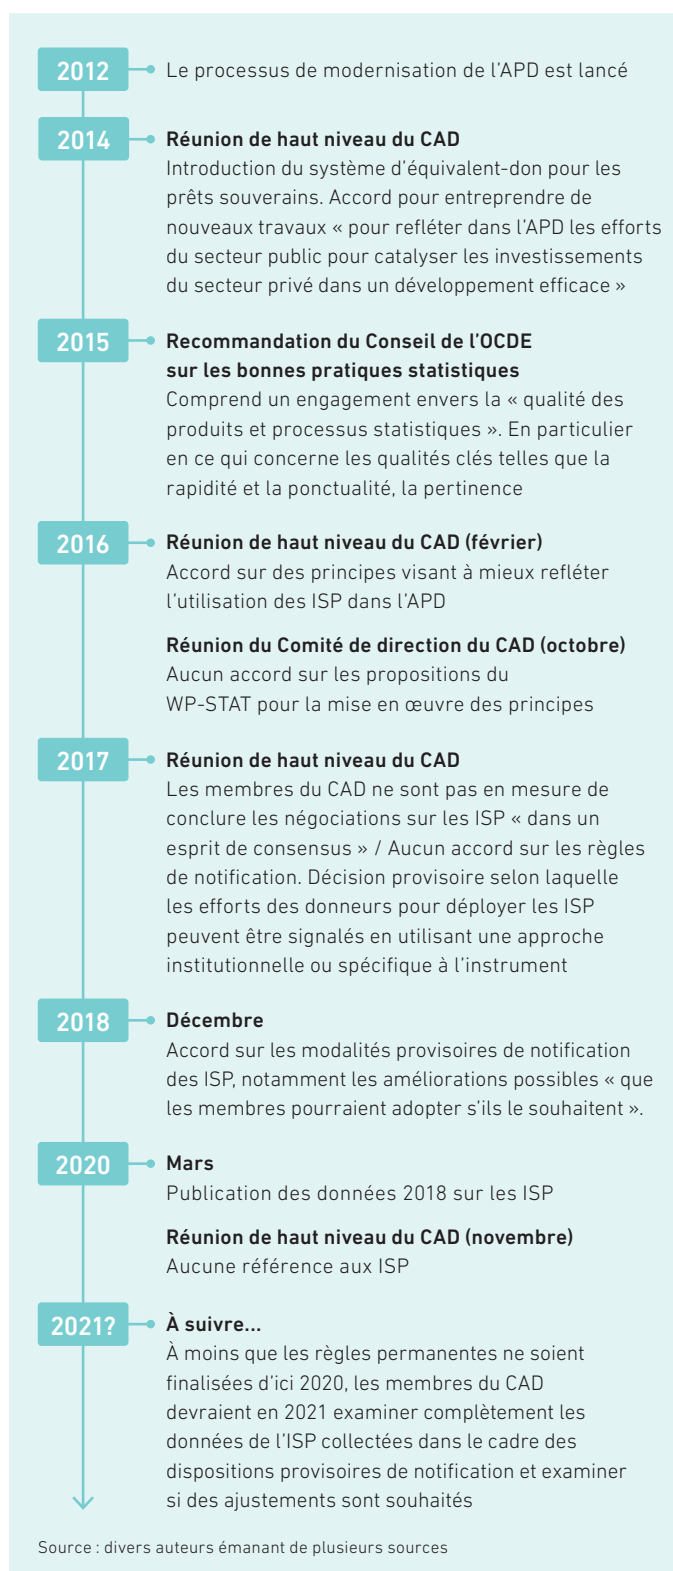 2012
Le processus de modernisation de l’APD est lancé
2014
Réunion de haut niveau du CAD
Introduction du système d’équivalent-don pour les
prêts souverains. Accord pour entreprendre de
nouveaux travaux « pour refléter dans l’APD les efforts
du secteur public pour catalyser les investissements
du secteur privé dans un développement efficace »
2015
Recommandation du Conseil de l’OCDE
sur les bonnes pratiques statistiques
Comprend un engagement envers la « qualité des
produits et processus statistiques ». En particulier
en ce qui concerne les qualités clés telles que la
rapidité et la ponctualité, la pertinence
2016
Réunion de haut niveau du CAD (février)
Accord sur des principes visant à mieux refléter
l’utilisation des ISP dans l’APD
Réunion du Comité de direction du CAD (octobre)
Aucun accord sur les propositions du
WP-STAT pour la mise en œuvre des principes
2017
Réunion de haut niveau du CAD
Les membres du CAD ne sont pas en mesure de
conclure les négociations sur les ISP « dans un
esprit de consensus » / Aucun accord sur les règles
de notification. Décision provisoire selon laquelle
les efforts des donneurs pour déployer les ISP
peuvent être signalés en utilisant une approche
institutionnelle ou spécifique à l’instrument
2018
Décembre
Accord sur les modalités provisoires de notification
des ISP, notamment les améliorations possibles « que
les membres pourraient adopter s’ils le souhaitent ».
2020
Mars
Publication des données 2018 sur les ISP
Réunion de haut niveau du CAD (novembre)
Aucune référence aux ISP
2021?
À suivre...
À moins que les règles permanentes ne soient
finalisées d’ici 2020, les membres du CAD
devraient en 2021 examiner complètement les
données de l’ISP collectées dans le cadre des
dispositions provisoires de notification et examiner
si des ajustements sont souhaités
Source : divers auteurs émanant de plusieurs sources